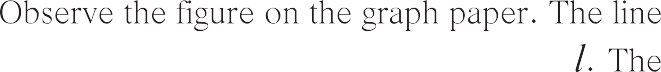 Observe the figure on the graph paper. The line
l. The